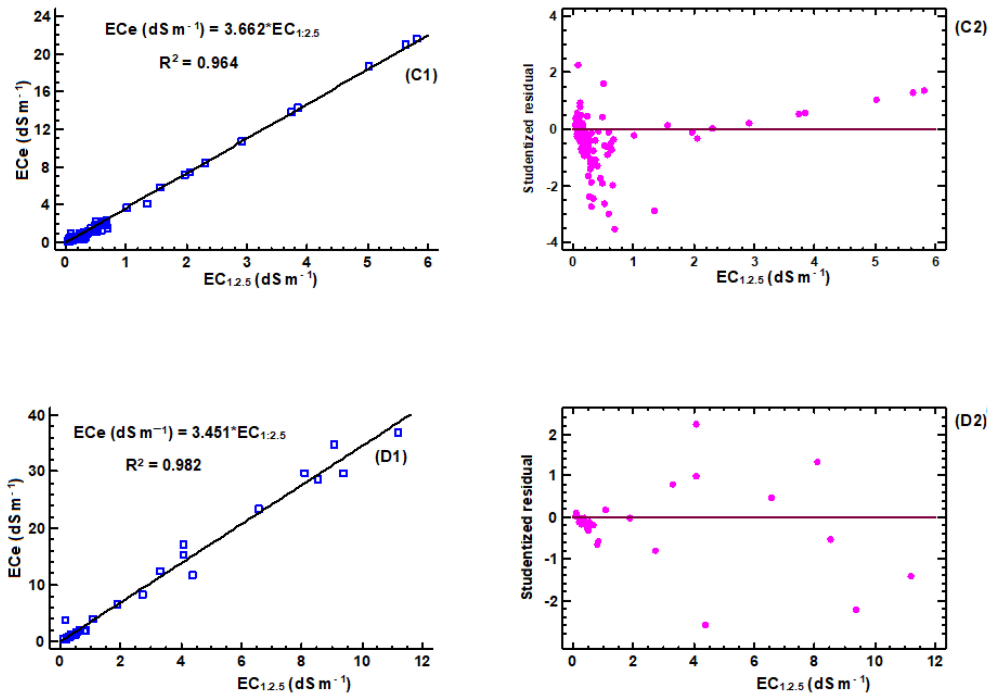 ECe (dS m⁻¹) = 3.662*EC1:2.5
R² = 0.964
(C1)
ECe (dS m⁻¹)
24
20
16
12
8
4
0
0 1 2 3 4 5 6
EC1:2.5 (dS m⁻¹)
(C2)
Studentized residual
4
2
0
-2
-4
0 1 2 3 4 5 6
EC1:2.5 (dS m⁻¹)
ECe (dS m⁻¹) = 3.451*EC1:2.5
R² = 0.982
(D1)
ECe (dS m⁻¹)
40
30
20
10
0
0 2 4 6 8 10 12
EC1:2.5 (dS m⁻¹)
(D2)
Studentized residual
2
1
0
-1
-2
0 2 4 6 8 10 12
EC1:2.5 (dS m⁻¹)